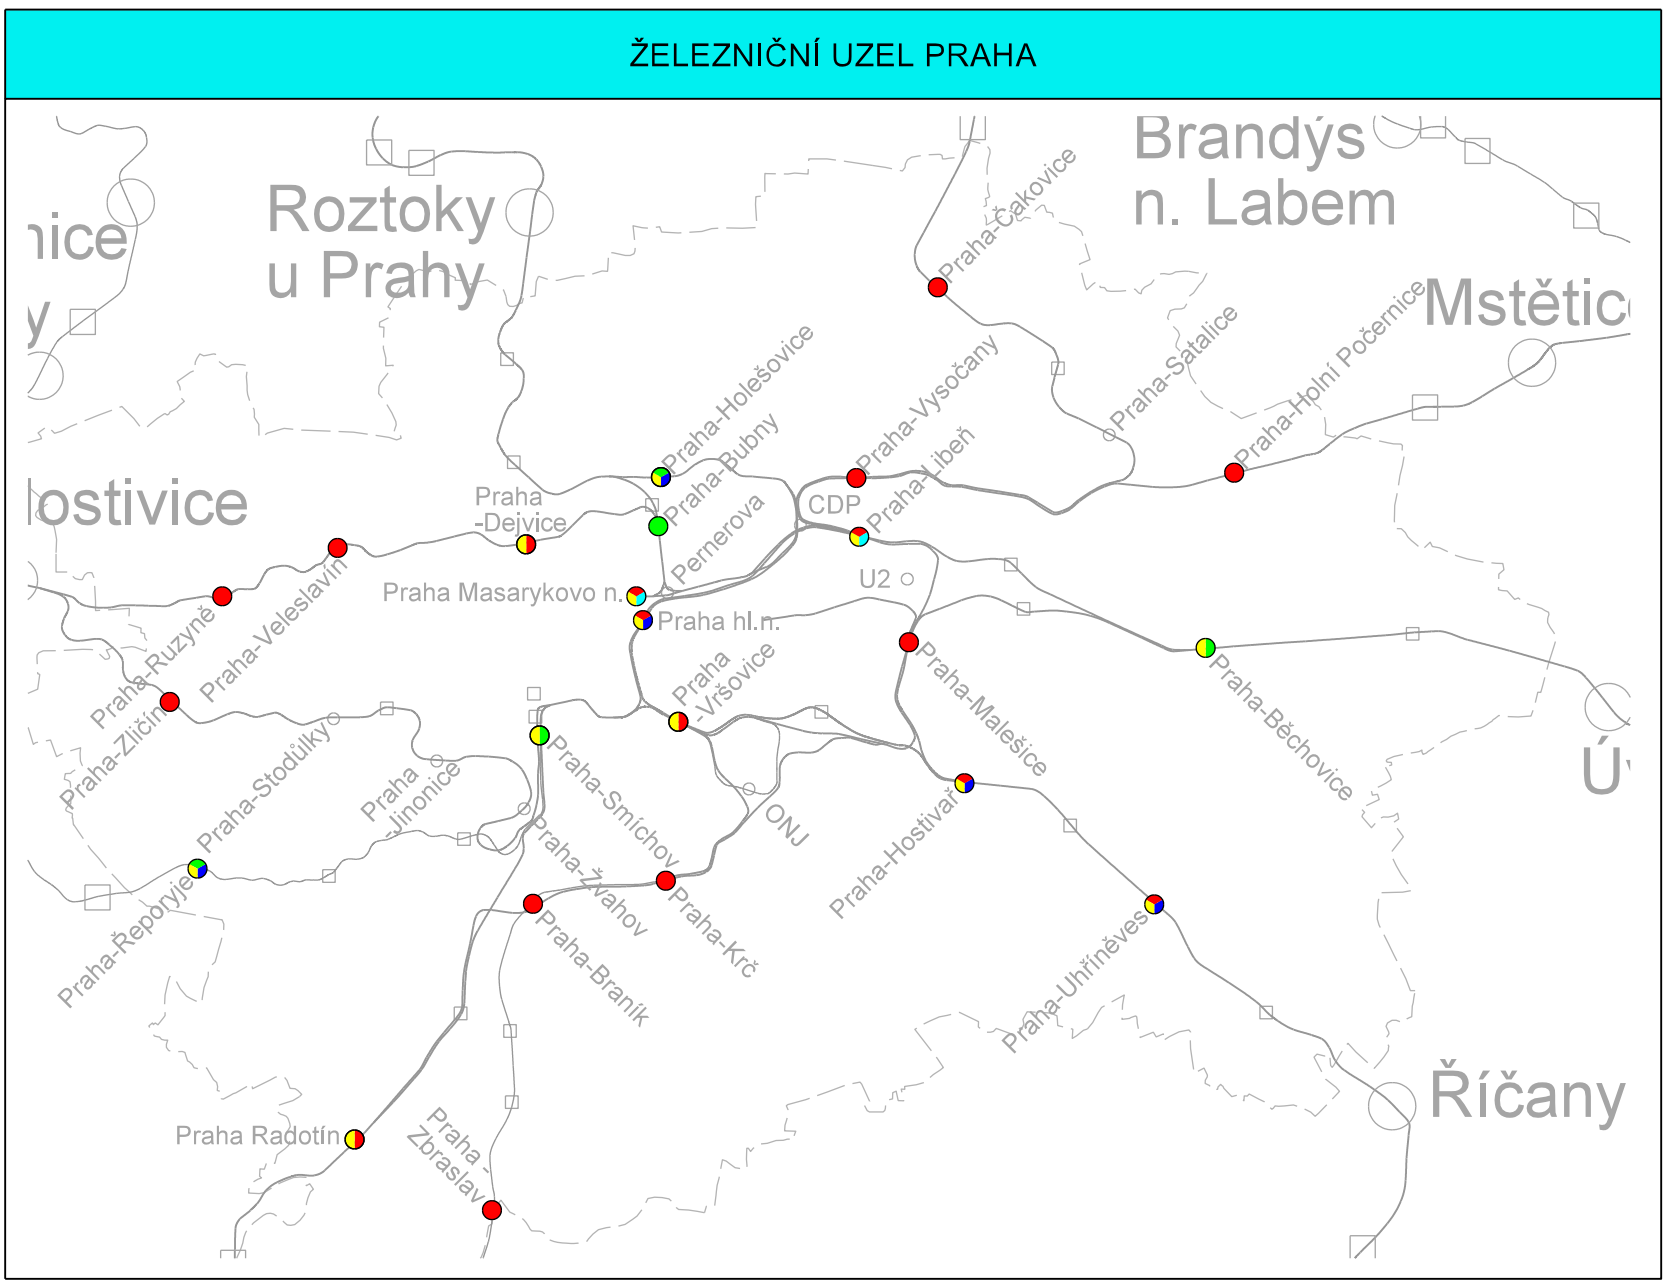 ŽELEZNIČNÍ UZEL PRAHA
Brandýs
n. Labem
Roztoky
u Prahy
nice
y
Praha-Čakovice
Mstětic
Praha-Holešovice
Praha-Bubny
Praha-Vysočany
Praha-Libeň
Praha-Satalice
Praha-Holní Počernice
ostivice
Praha
-Dejvice
CDP
Pernerova
U2
Praha Masarykovo n.
Praha hl.n.
Praha-Ruzyně
Praha-Veleslavín
Praha
-Vršovice
Praha-Malešice
Praha-Běchovice
Praha-Zličín
Praha-Stodůlky
Praha
-Jinonice
Praha-Smíchov
ONJ
Praha-Hostivař
Ú
Praha-Řeporyje
Praha-Žvahov
Praha-Krč
Praha-Braník
Praha-Uhříněves
Říčany
Praha Radotín
Praha -
Zbraslav